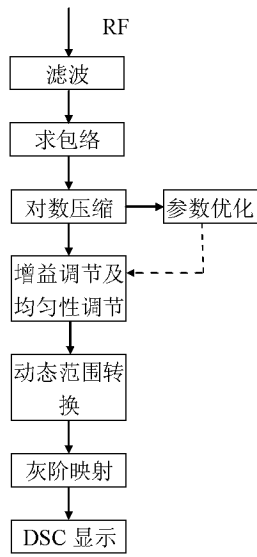 RF
滤波
求包络
对数压缩
参数优化
增益调节及
均匀性调节
动态范围转
换
灰阶映射
DSC 显示